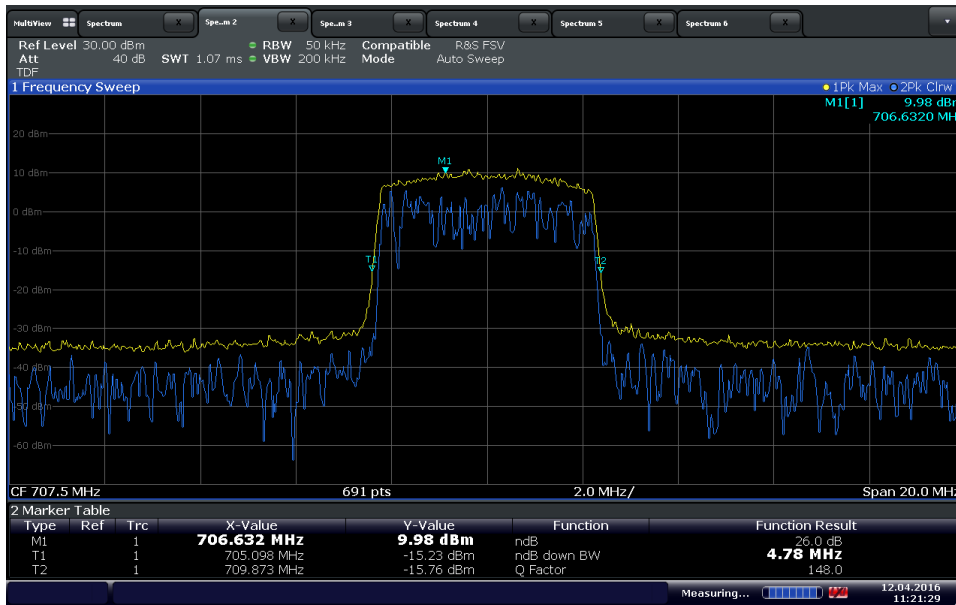 MultiView Spectrum X Spe...m 2 X Spe...m 3 X Spectrum 4 X Spectrum 5 X Spectrum 6 X
Ref Level 30.00 dBm RBW 50 kHz Compatible R&S FSV
Att 40 dB SWT 1.07 ms VBW 200 kHz Mode Auto Sweep
TDF
1 Frequency Sweep 1Pk Max 2Pk Clrw
M1[1] 9.98 dBm
706.6320 MH
M1
T1
T2
20 dBm
10 dBm
0 dBm
-10 dBm
-20 dBm
-30 dBm
-40 dBm
-50 dBm
-60 dBm
CF 707.5 MHz 691 pts 2.0 MHz/ Span 20.0 MHz
2 Marker Table
Type Ref Trc X-Value Y-Value Function Function Result
M1 1 706.632 MHz 9.98 dBm ndB 26.0 dB
T1 1 705.098 MHz -15.23 dBm ndB down BW 4.78 MHz
T2 1 709.873 MHz -15.76 dBm Q Factor 148.0
Measuring... 12.04.2016
11:21:29